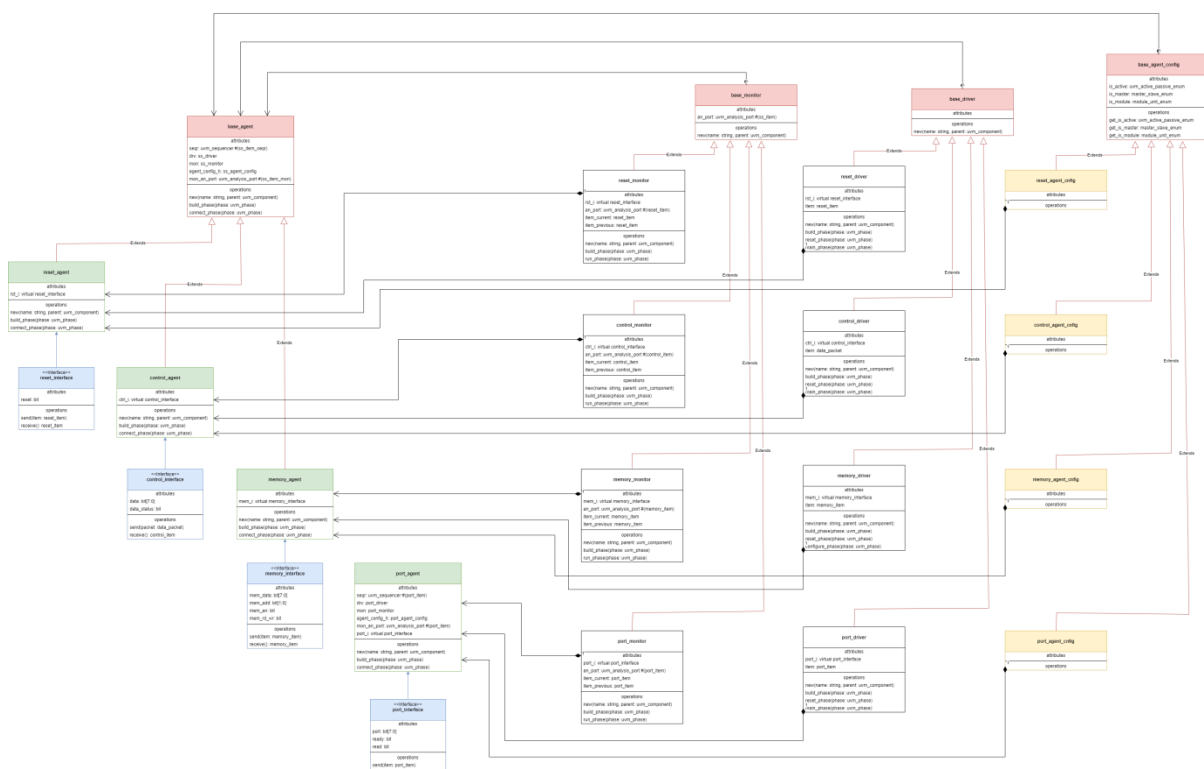 base_agent_config
attributes
is_active: uvm_active_passive_enum
is_master: master_slave_enum
is_module: module_unit_enum
operations
get_is_active: uvm_active_passive_enum
get_is_master: master_slave_enum
get_is_module: module_unit_enum
base_monitor
attributes
an_port: uvm_analysis_port #(ss_item)
operations
new(name: string, parent: uvm_component)
base_driver
attributes
operations
new(name: string, parent: uvm_component)
base_agent
attributes
seqr: uvm_sequencer #(ss_item_seqr)
drv: ss_driver
mon: ss_monitor
agent_config_h: ss_agent_config
mon_an_port: uvm_analysis_port #(ss_item_mon)
operations
new(name: string, parent: uvm_component)
build_phase(phase: uvm_phase)
connect_phase(phase: uvm_phase)
Extends
Extends
Extends
reset_monitor
attributes
rst_i: virtual reset_interface
an_port: uvm_analysis_port #(reset_item)
item_current: reset_item
item_previous: reset_item
operations
new(name: string, parent: uvm_component)
build_phase(phase: uvm_phase)
run_phase(phase: uvm_phase)
reset_driver
attributes
rst_i: virtual reset_interface
item: reset_item
operations
new(name: string, parent: uvm_component)
build_phase(phase: uvm_phase)
reset_phase(phase: uvm_phase)
main_phase(phase: uvm_phase)
reset_agent_cnfig
attributes
operations
Extends
Extends
Extends
Extends
reset_agent
attributes
rst_i: virtual reset_interface
operations
new(name: string, parent: uvm_component)
build_phase(phase: uvm_phase)
connect_phase(phase: uvm_phase)
control_monitor
attributes
ctrl_i: virtual control_interface
an_port: uvm_analysis_port #(control_item)
item_current: control_item
item_previous: control_item
operations
new(name: string, parent: uvm_component)
build_phase(phase: uvm_phase)
run_phase(phase: uvm_phase)
control_driver
attributes
ctrl_i: virtual control_interface
item: data_packet
operations
new(name: string, parent: uvm_component)
build_phase(phase: uvm_phase)
reset_phase(phase: uvm_phase)
main_phase(phase: uvm_phase)
control_agent_cnfig
attributes
operations
Extends
<<interface>>
reset_interface
attributes
reset: bit
operations
send(item: reset_item)
receive(): reset_item
control_agent
attributes
ctrl_i: virtual control_interface
operations
new(name: string, parent: uvm_component)
build_phase(phase: uvm_phase)
connect_phase(phase: uvm_phase)
Extends
Extends
Extends
<<interface>>
control_interface
attributes
data: bit[7:0]
data_status: bit
operations
send(packet: data_packet)
receive(): control_item
memory_agent
attributes
mem_i: virtual memory_interface
operations
new(name: string, parent: uvm_component)
build_phase(phase: uvm_phase)
connect_phase(phase: uvm_phase)
memory_monitor
attributes
mem_i: virtual memory_interface
an_port: uvm_analysis_port #(memory_item)
item_current: memory_item
item_previous: memory_item
operations
new(name: string, parent: uvm_component)
build_phase(phase: uvm_phase)
run_phase(phase: uvm_phase)
memory_driver
attributes
mem_i: virtual memory_interface
item: memory_item
operations
new(name: string, parent: uvm_component)
build_phase(phase: uvm_phase)
reset_phase(phase: uvm_phase)
configure_phase(phase: uvm_phase)
memory_agent_cnfig
attributes
operations
<<interface>>
memory_interface
attributes
mem_data: bit[7:0]
mem_add: bit[1:0]
mem_en: bit
mem_rd_wr: bit
operations
send(item: memory_item)
receive(): memory_item
port_agent
attributes
seqr: uvm_sequencer #(port_item)
drv: port_driver
mon: port_monitor
agent_config_h: port_agent_config
mon_an_port: uvm_analysis_port #(port_item)
port_i: virtual port_interface
operations
new(name: string, parent: uvm_component)
build_phase(phase: uvm_phase)
connect_phase(phase: uvm_phase)
port_monitor
attributes
port_i: virtual port_interface
an_port: uvm_analysis_port #(port_item)
item_current: port_item
item_previous: port_item
operations
new(name: string, parent: uvm_component)
build_phase(phase: uvm_phase)
run_phase(phase: uvm_phase)
port_driver
attributes
port_i: virtual port_interface
item: port_item
operations
new(name: string, parent: uvm_component)
build_phase(phase: uvm_phase)
reset_phase(phase: uvm_phase)
main_phase(phase: uvm_phase)
port_agent_cnfig
attributes
operations
<<interface>>
port_interface
attributes
port: bit[7:0]
ready: bit
read: bit
operations
send(item: port_item)